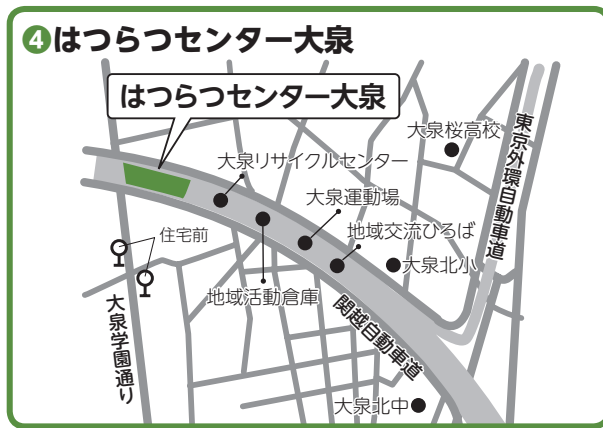 ④はつらつセンター大泉
はつらつセンター大泉
大泉桜高校
東京外環自動車道
大泉リサイクルセンター
大泉運動場
地域交流ひろば
住宅前
大泉北小
地域活動倉庫
大泉学園通り
関越自動車道
大泉北中